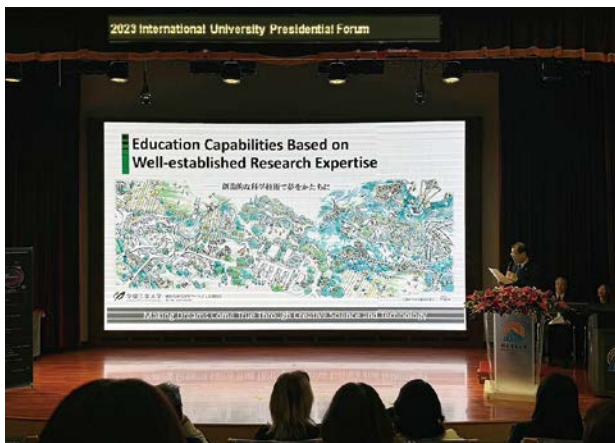 2023 International University Presidential Forum
Education Capabilities Based on
Well-established Research Expertise
創造的な科学技術で夢をかたちに
Making Dreams Come True Through Creative Science and Technology